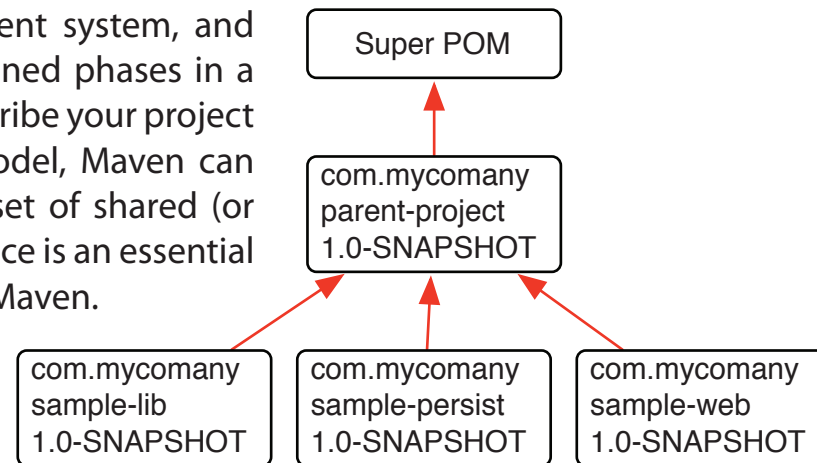 ent system, and
ned phases in a
ribe your project
odel, Maven can
set of shared (or
ce is an essential
Maven.
Super POM
com.mycomany
parent-project
1.0-SNAPSHOT
com.mycomany
sample-lib
1.0-SNAPSHOT
com.mycomany
sample-persist
1.0-SNAPSHOT
com.mycomany
sample-web
1.0-SNAPSHOT